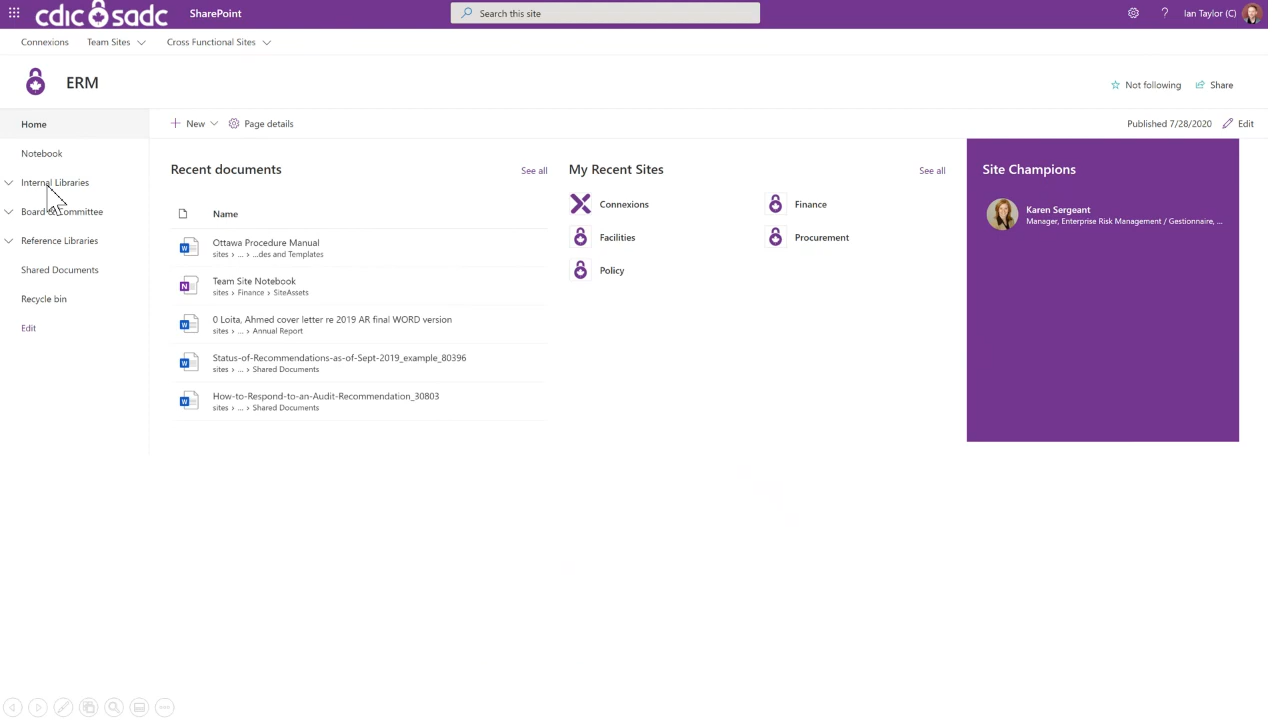 cdic sadc
SharePoint
Search this site
?
Ian Taylor (C)
Connexions
Team Sites
Cross Functional Sites
ERM
Not following
Share
Home
Notebook
Internal Libraries
Board & Committee
Reference Libraries
Shared Documents
Recycle bin
Edit
New
Page details
Published 7/28/2020
Edit
Recent documents
See all
Name
Ottawa Procedure Manual
sites › ... › ...des and Templates
Team Site Notebook
sites › Finance › SiteAssets
0 Loita, Ahmed cover letter re 2019 AR final WORD version
sites › ... › Annual Report
Status-of-Recommendations-as-of-Sept-2019_example_80396
sites › ... › Shared Documents
How-to-Respond-to-an-Audit-Recommendation_30803
sites › ... › Shared Documents
My Recent Sites
See all
Connexions
Finance
Facilities
Procurement
Policy
Site Champions
Karen Sergeant
Manager, Enterprise Risk Management / Gestionnaire, ...